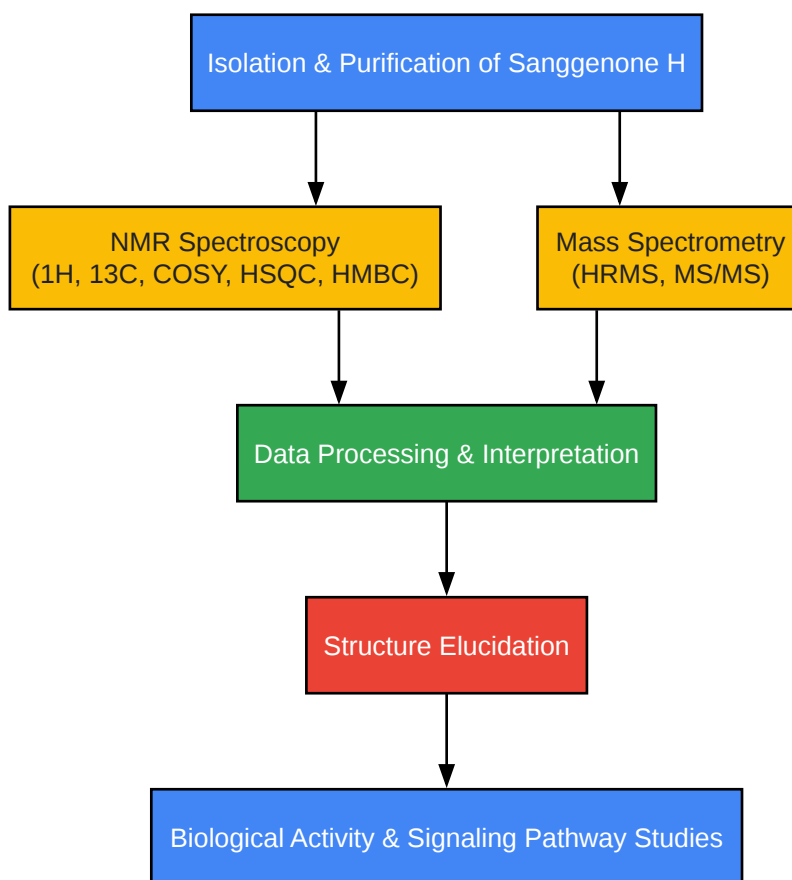 Isolation & Purification of Sanggenone H
NMR Spectroscopy
(1H, 13C, COSY, HSQC, HMBC)
Mass Spectrometry
(HRMS, MS/MS)
Data Processing & Interpretation
Structure Elucidation
Biological Activity & Signaling Pathway Studies